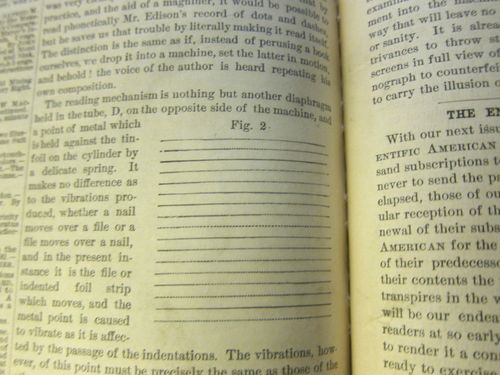 practice, and the aid of a magnifier, it would be possible to
read phonetically Mr. Edison's record of dots and dashes,
but he saves us that trouble by literally making it read itself.
The distinction is the same as if, instead of perusing a book
ourselves, we drop it into a machine, set the latter in motion,
and behold! the voice of the author is heard repeating his
own composition.
The reading mechanism is nothing but another diaphragm
held in the tube, D, on the opposite side of the machine, and
a point of metal which
is held against the tin-
foil on the cylinder by
a delicate spring. It
makes no difference as
to the vibrations pro-
duced, whether a nail
moves over a file or a
file moves over a nail,
and in the present in-
stance it is the file or
indented foil strip
which moves, and the
metal point is caused
to vibrate as it is affec-
ted by the passage of the indentations. The vibrations, how-
ever, of this point must be precisely the same as those of the
Fig. 2.
ment into the
way that will leave no
or sanity. It is alread
trivances to throw st
screens in full view of
nograph to counterfei
to carry the illusion o
THE EN
With our next issu
ENTIFIC AMERICAN
sand subscriptions to
never to send the pa
elapsed, those of ou
ular reception of the
newal of their subs
AMERICAN for the
of their predecesso
their contents the
transpires in the v
will be our endea
readers at so early
to render it a con
ready to exercise